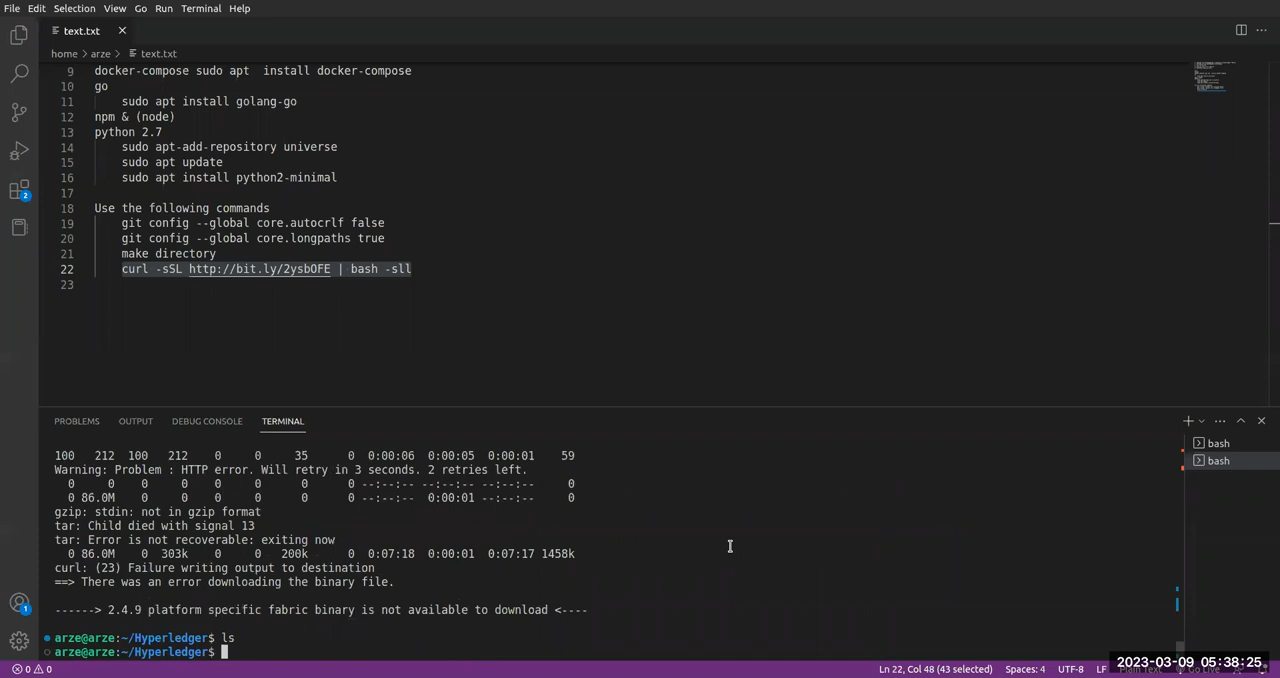 File Edit Selection View Go Run Terminal Help
text.txt
home > arze > text.txt
9 docker-compose sudo apt  install docker-compose
10 go
11 sudo apt install golang-go
12 npm & (node)
13 python 2.7
14 sudo apt-add-repository universe
15 sudo apt update
16 sudo apt install python2-minimal
17
18 Use the following commands
19 git config --global core.autocrlf false
20 git config --global core.longpaths true
21 make directory
22 curl -sSL http://bit.ly/2ysbOFE | bash -sll
23
2
PROBLEMS OUTPUT DEBUG CONSOLE TERMINAL
100 212 100 212 0 0 35 0 0:00:06 0:00:05 0:00:01 59
Warning: Problem : HTTP error. Will retry in 3 seconds. 2 retries left.
0 0 0 0 0 0 0 0 --:--:-- --:--:-- --:--:-- 0
0 86.0M 0 0 0 0 0 0 --:--:-- 0:00:01 --:--:-- 0
gzip: stdin: not in gzip format
tar: Child died with signal 13
tar: Error is not recoverable: exiting now
0 86.0M 0 303k 0 0 200k 0 0:07:18 0:00:01 0:07:17 1458k
curl: (23) Failure writing output to destination
==> There was an error downloading the binary file.
------> 2.4.9 platform specific fabric binary is not available to download <----
arze@arze:~/Hyperledger$ ls
arze@arze:~/Hyperledger$
bash
bash
1
0 0 Ln 22, Col 48 (43 selected) Spaces: 4 UTF-8 LF Plain Text Go Live
2023-03-09 05:38:25